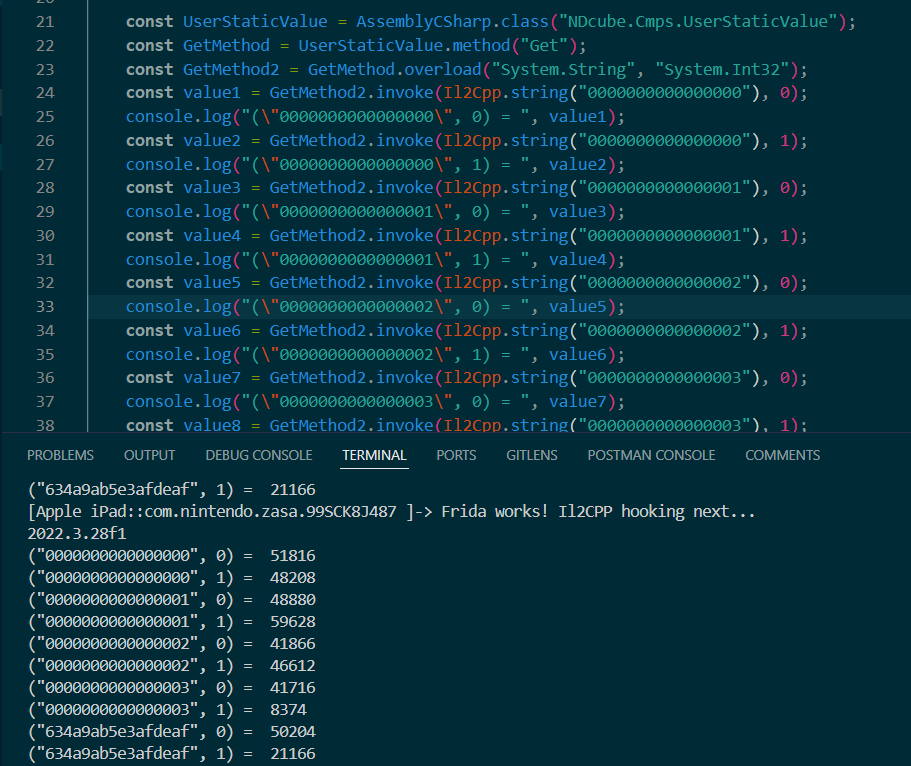 21 const UserStaticValue = AssemblyCSharp.class("NDcube.Cmps.UserStaticValue");
22 const GetMethod = UserStaticValue.method("Get");
23 const GetMethod2 = GetMethod.overload("System.String", "System.Int32");
24 const value1 = GetMethod2.invoke(Il2Cpp.string("0000000000000000"), 0);
25 console.log("(\"0000000000000000\", 0) = ", value1);
26 const value2 = GetMethod2.invoke(Il2Cpp.string("0000000000000000"), 1);
27 console.log("(\"0000000000000000\", 1) = ", value2);
28 const value3 = GetMethod2.invoke(Il2Cpp.string("0000000000000001"), 0);
29 console.log("(\"0000000000000001\", 0) = ", value3);
30 const value4 = GetMethod2.invoke(Il2Cpp.string("0000000000000001"), 1);
31 console.log("(\"0000000000000001\", 1) = ", value4);
32 const value5 = GetMethod2.invoke(Il2Cpp.string("0000000000000002"), 0);
33 console.log("(\"0000000000000002\", 0) = ", value5);
34 const value6 = GetMethod2.invoke(Il2Cpp.string("0000000000000002"), 1);
35 console.log("(\"0000000000000002\", 1) = ", value6);
36 const value7 = GetMethod2.invoke(Il2Cpp.string("0000000000000003"), 0);
37 console.log("(\"0000000000000003\", 0) = ", value7);
38 const value8 = GetMethod2.invoke(Il2Cpp.string("0000000000000003"), 1);
PROBLEMS OUTPUT DEBUG CONSOLE TERMINAL PORTS GITLENS POSTMAN CONSOLE COMMENTS
("634a9ab5e3afdeaf", 1) = 21166
[Apple iPad::com.nintendo.zasa.99SCK8J487 ]-> Frida works! Il2CPP hooking next...
2022.3.28f1
("0000000000000000", 0) = 51816
("0000000000000000", 1) = 48208
("0000000000000001", 0) = 48880
("0000000000000001", 1) = 59628
("0000000000000002", 0) = 41866
("0000000000000002", 1) = 46612
("0000000000000003", 0) = 41716
("0000000000000003", 1) = 8374
("634a9ab5e3afdeaf", 0) = 50204
("634a9ab5e3afdeaf", 1) = 21166